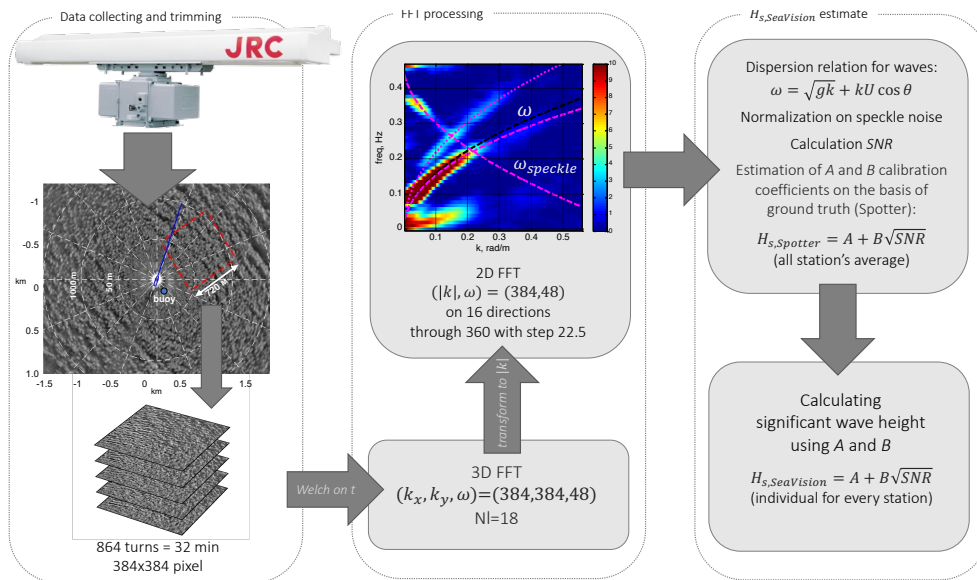 Data collecting and trimming
JRC
-1
-0.5
km
0
0.5
1.0
-1.5
-1.0
-0.5
0
0.5
1.0
1.5
km
1000 m
buoy
864 turns = 32 min
384x384 pixel
Welch on t
FFT processing
freq, Hz
0.4
0.3
0.2
0.1
0
0
0.1
0.2
0.3
0.4
0.5
k, rad/m
10
9
8
7
6
5
4
3
2
1
0
ω
ω_speckle
2D FFT
(|k|, ω) = (384,48)
on 16 directions
through 360 with step 22.5
transform to |k|
3D FFT
(k_x, k_y, ω)=(384,384,48)
Nl=18
H_s,SeaVision estimate
Dispersion relation for waves:
ω = √gk + kU cos θ
Normalization on speckle noise
Calculation SNR
Estimation of A and B calibration
coefficients on the basis of
ground truth (Spotter):
H_s,Spotter = A + B√SNR
(all station's average)
Calculating
significant wave height
using A and B
H_s,SeaVision = A + B√SNR
(individual for every station)